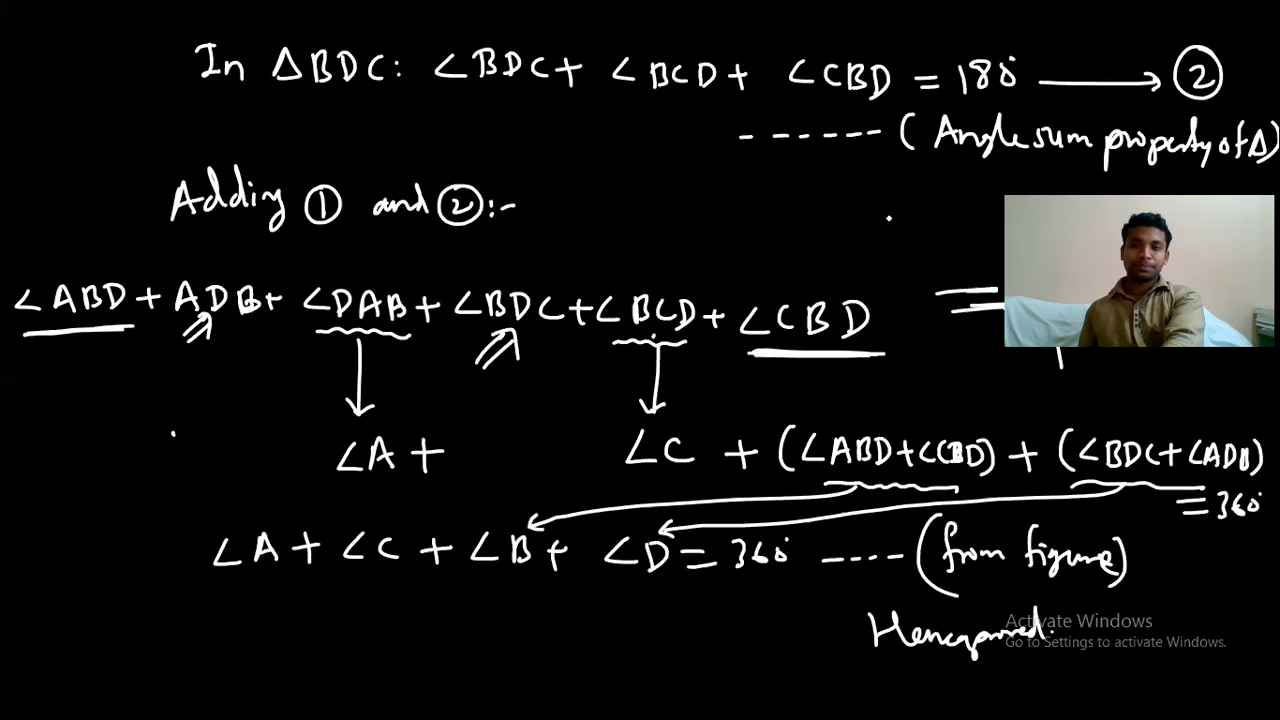 In ΔBDC: ∠BDC+ ∠BCD+ ∠CBD = 180° ⟶ ②
------ (Angle sum property of Δ)
Adding ① and ②:-
∠ABD + ADB+ ∠DAB+ ∠BDC+∠BCD+ ∠CBD =
∠A + ∠C + (∠ABD+∠CBD) + (∠BDC+∠ADB)
= 360°
∠A + ∠C + ∠B+ ∠D = 360° ---- (from figure)
Hence proved.
Activate Windows
Go to Settings to activate Windows.